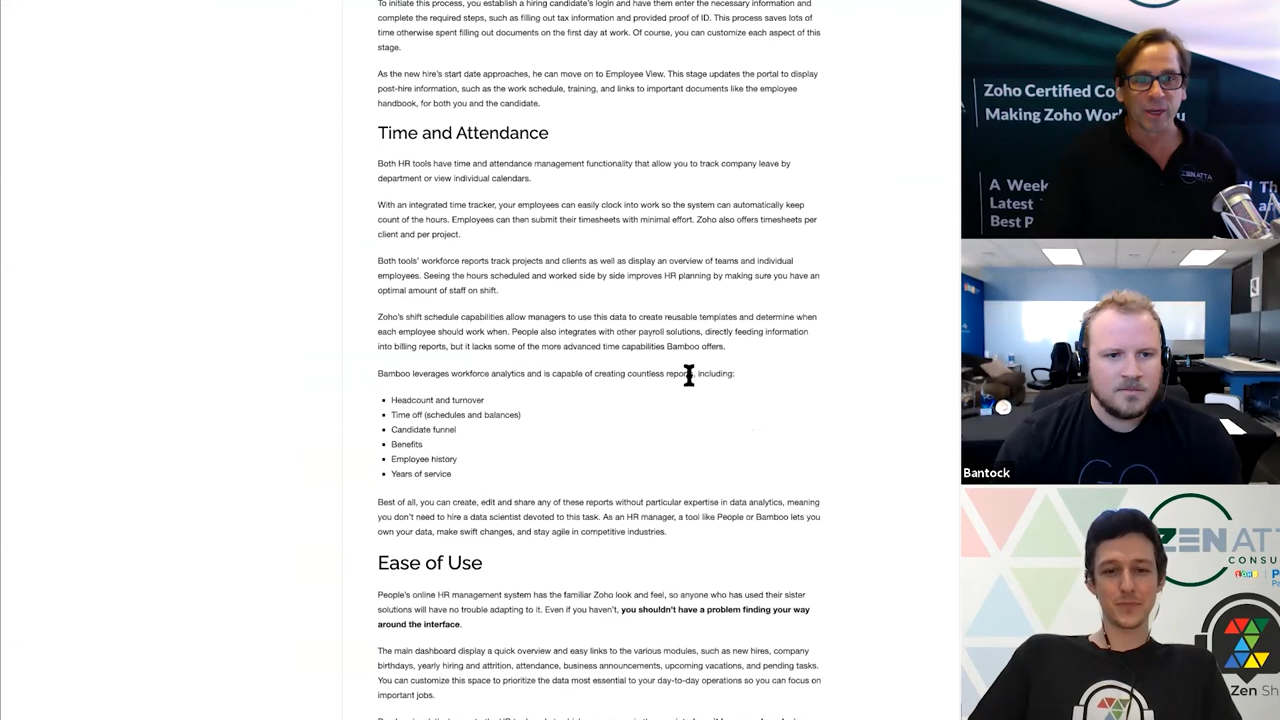 To initiate this process, you establish a hiring candidate's login and have them enter the necessary information and
complete the required steps, such as filling out tax information and provided proof of ID. This process saves lots of
time otherwise spent filling out documents on the first day at work. Of course, you can customize each aspect of this
stage.
As the new hire's start date approaches, he can move on to Employee View. This stage updates the portal to display
post-hire information, such as the work schedule, training, and links to important documents like the employee
handbook, for both you and the candidate.
Time and Attendance
Both HR tools have time and attendance management functionality that allow you to track company leave by
department or view individual calendars.
With an integrated time tracker, your employees can easily clock into work so the system can automatically keep
count of the hours. Employees can then submit their timesheets with minimal effort. Zoho also offers timesheets per
client and per project.
Both tools' workforce reports track projects and clients as well as display an overview of teams and individual
employees. Seeing the hours scheduled and worked side by side improves HR planning by making sure you have an
optimal amount of staff on shift.
Zoho's shift schedule capabilities allow managers to use this data to create reusable templates and determine when
each employee should work when. People also integrates with other payroll solutions, directly feeding information
into billing reports, but it lacks some of the more advanced time capabilities Bamboo offers.
Bamboo leverages workforce analytics and is capable of creating countless reports, including:
Headcount and turnover
Time off (schedules and balances)
Candidate funnel
Benefits
Employee history
Years of service
Best of all, you can create, edit and share any of these reports without particular expertise in data analytics, meaning
you don't need to hire a data scientist devoted to this task. As an HR manager, a tool like People or Bamboo lets you
own your data, make swift changes, and stay agile in competitive industries.
Ease of Use
People's online HR management system has the familiar Zoho look and feel, so anyone who has used their sister
solutions will have no trouble adapting to it. Even if you haven't, you shouldn't have a problem finding your way
around the interface.
The main dashboard display a quick overview and easy links to the various modules, such as new hires, company
birthdays, yearly hiring and attrition, attendance, business announcements, upcoming vacations, and pending tasks.
You can customize this space to prioritize the data most essential to your day-to-day operations so you can focus on
important jobs.
Zoho Certified Co
Making Zoho Wor u
A Week Th
Latest
Best P
ZENATTA
Bantock
ZENATT
CONSU
Zen Sh